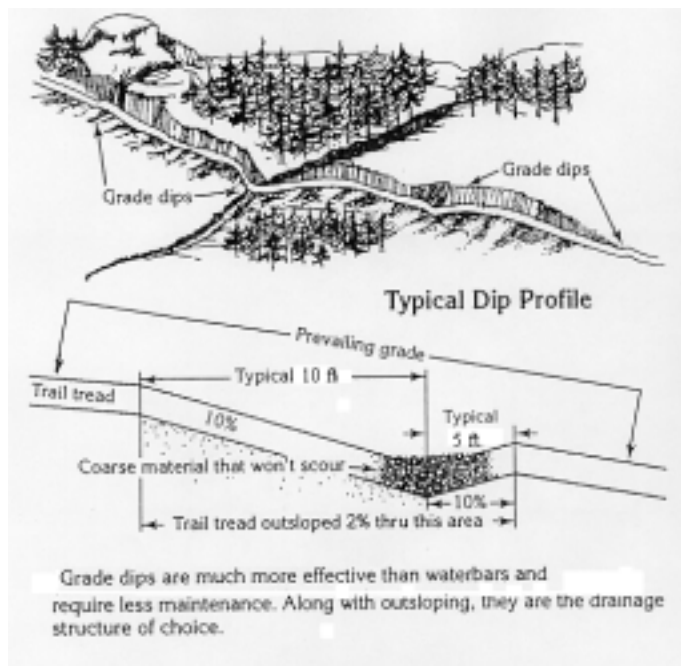 Grade dips
Grade dips
Typical Dip Profile
Prevailing grade
Typical 10 ft
Trail tread
10%
Typical
5 ft.
Coarse material that won't scour
10%
Trail tread outsloped 2% thru this area
Grade dips are much more effective than waterbars and
require less maintenance. Along with outsloping, they are the drainage
structure of choice.